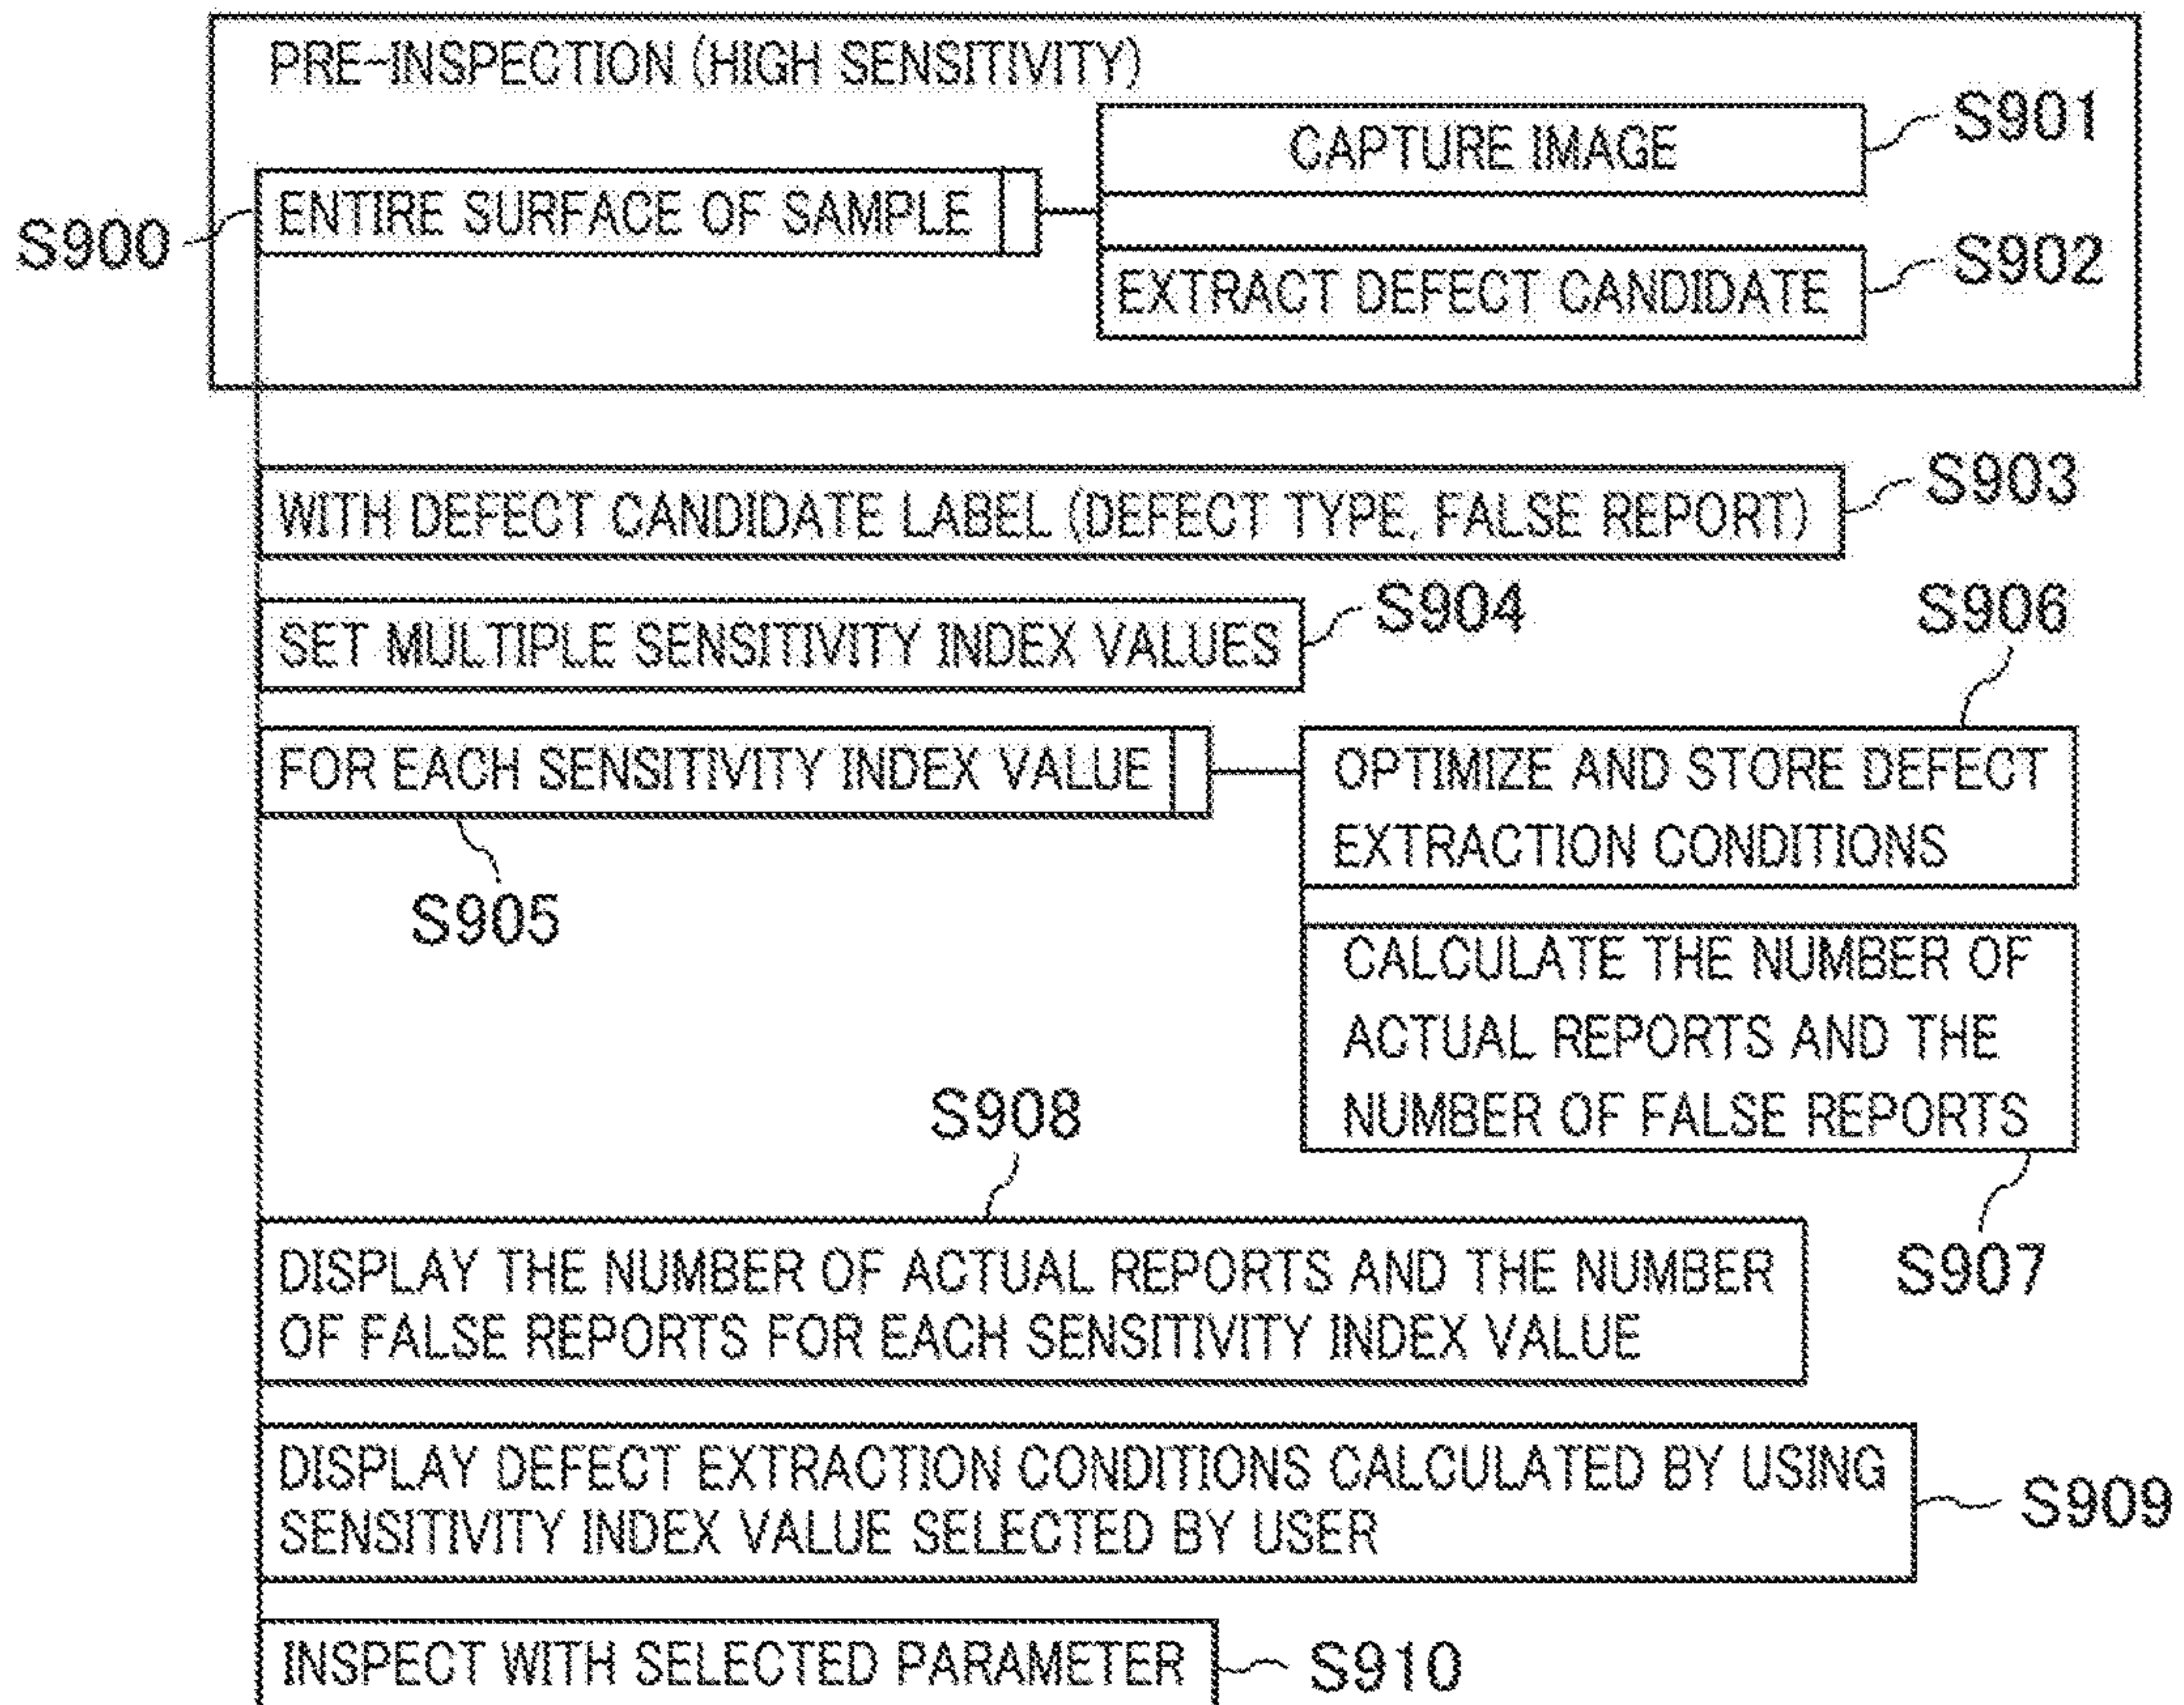 PRE-INSPECTION (HIGH SENSITIVITY)
CAPTURE IMAGE
S901
S900
ENTIRE SURFACE OF SAMPLE
EXTRACT DEFECT CANDIDATE
S902
WITH DEFECT CANDIDATE LABEL (DEFECT TYPE, FALSE REPORT)
S903
SET MULTIPLE SENSITIVITY INDEX VALUES
S904
S906
FOR EACH SENSITIVITY INDEX VALUE
S905
OPTIMIZE AND STORE DEFECT
EXTRACTION CONDITIONS
CALCULATE THE NUMBER OF
ACTUAL REPORTS AND THE
NUMBER OF FALSE REPORTS
S907
S908
DISPLAY THE NUMBER OF ACTUAL REPORTS AND THE NUMBER
OF FALSE REPORTS FOR EACH SENSITIVITY INDEX VALUE
DISPLAY DEFECT EXTRACTION CONDITIONS CALCULATED BY USING
SENSITIVITY INDEX VALUE SELECTED BY USER
S909
INSPECT WITH SELECTED PARAMETER
S910